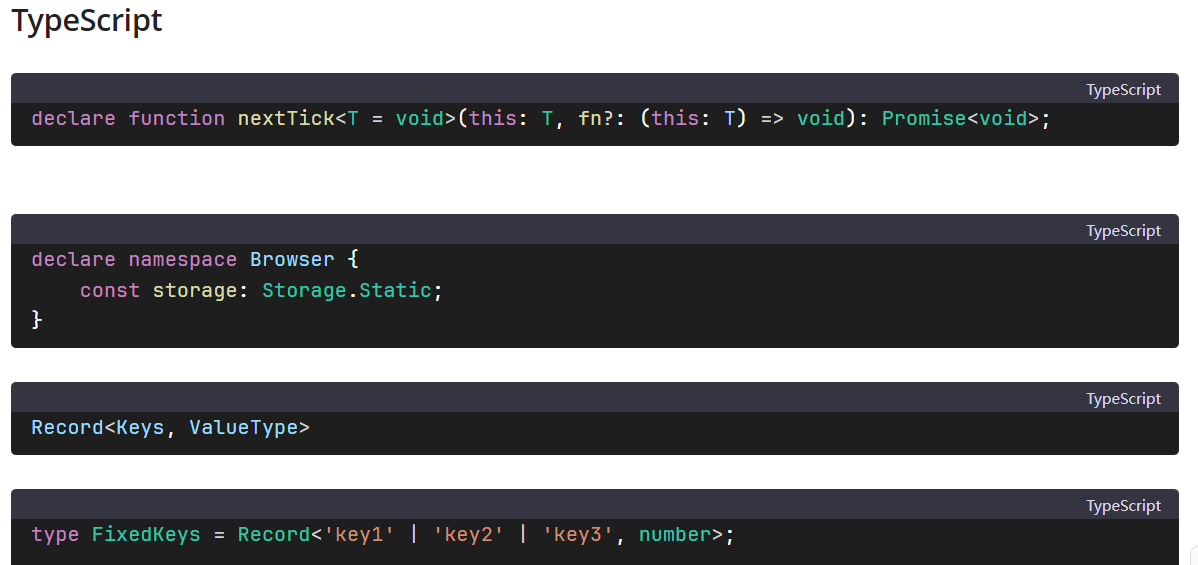 TypeScript
TypeScript
declare function nextTick<T = void>(this: T, fn?: (this: T) => void): Promise<void>;
TypeScript
declare namespace Browser {
    const storage: Storage.Static;
}
TypeScript
Record<Keys, ValueType>
TypeScript
type FixedKeys = Record<'key1' | 'key2' | 'key3', number>;